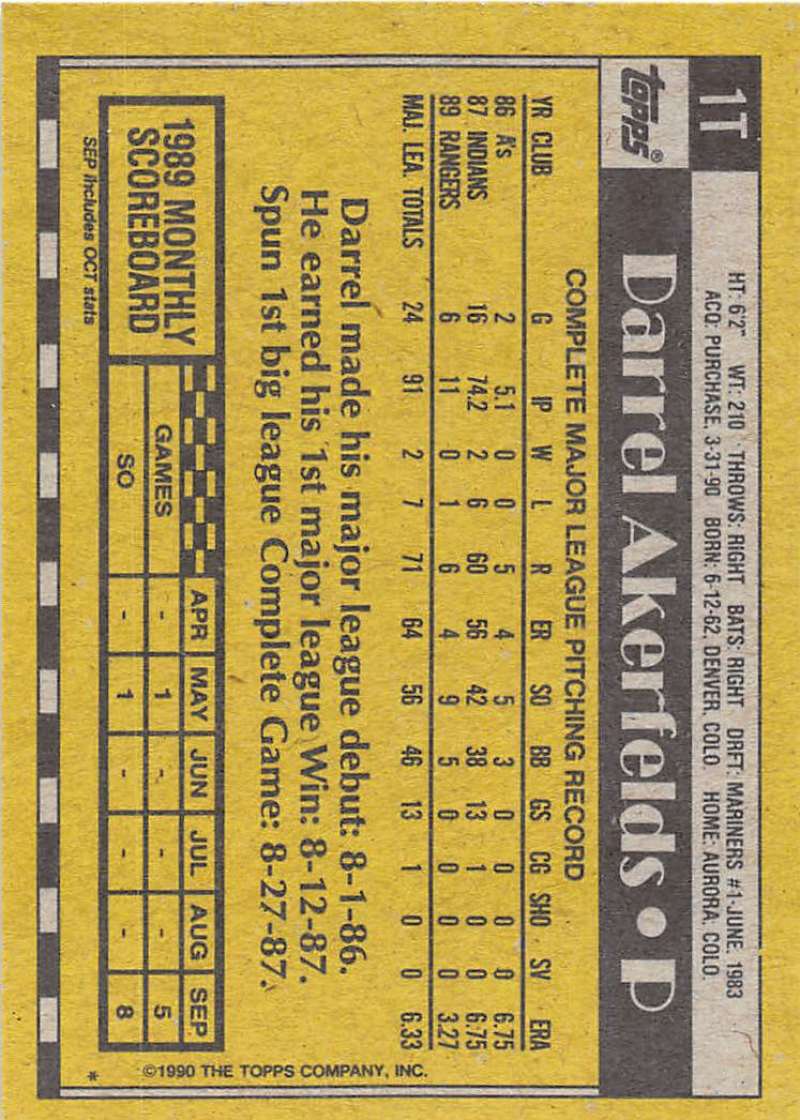 1T
HT: 6'2" WT: 210 THROWS: RIGHT BATS: RIGHT DRFT: MARINERS #1-JUNE, 1983
ACQ: PURCHASE, 3-31-90 BORN: 6-12-62, DENVER, COLO HOME: AURORA, COLO.
Topps®
Darrel Akerfelds • P
COMPLETE MAJOR LEAGUE PITCHING RECORD
YR CLUB G IP W L R ER SO BB GS CG SHO SV ERA
86 A's 2 5.1 0 0 5 4 5 3 0 0 0 0 6.75
87 INDIANS 16 74.2 2 6 60 56 42 38 13 1 0 0 6.75
89 RANGERS 6 11 0 1 6 4 9 5 0 0 0 0 3.27
MAJ. LEA. TOTALS 24 91 2 7 71 64 56 46 13 1 0 0 6.33
Darrel made his major league debut: 8-1-86.
He earned his 1st major league Win: 8-12-87.
Spun 1st big league Complete Game: 8-27-87.
1989 MONTHLY
SCOREBOARD
APR MAY JUN JUL AUG SEP
GAMES - 1 - - - 5
SO - 1 - - - 8
SEP includes OCT stats
©1990 THE TOPPS COMPANY, INC.
*